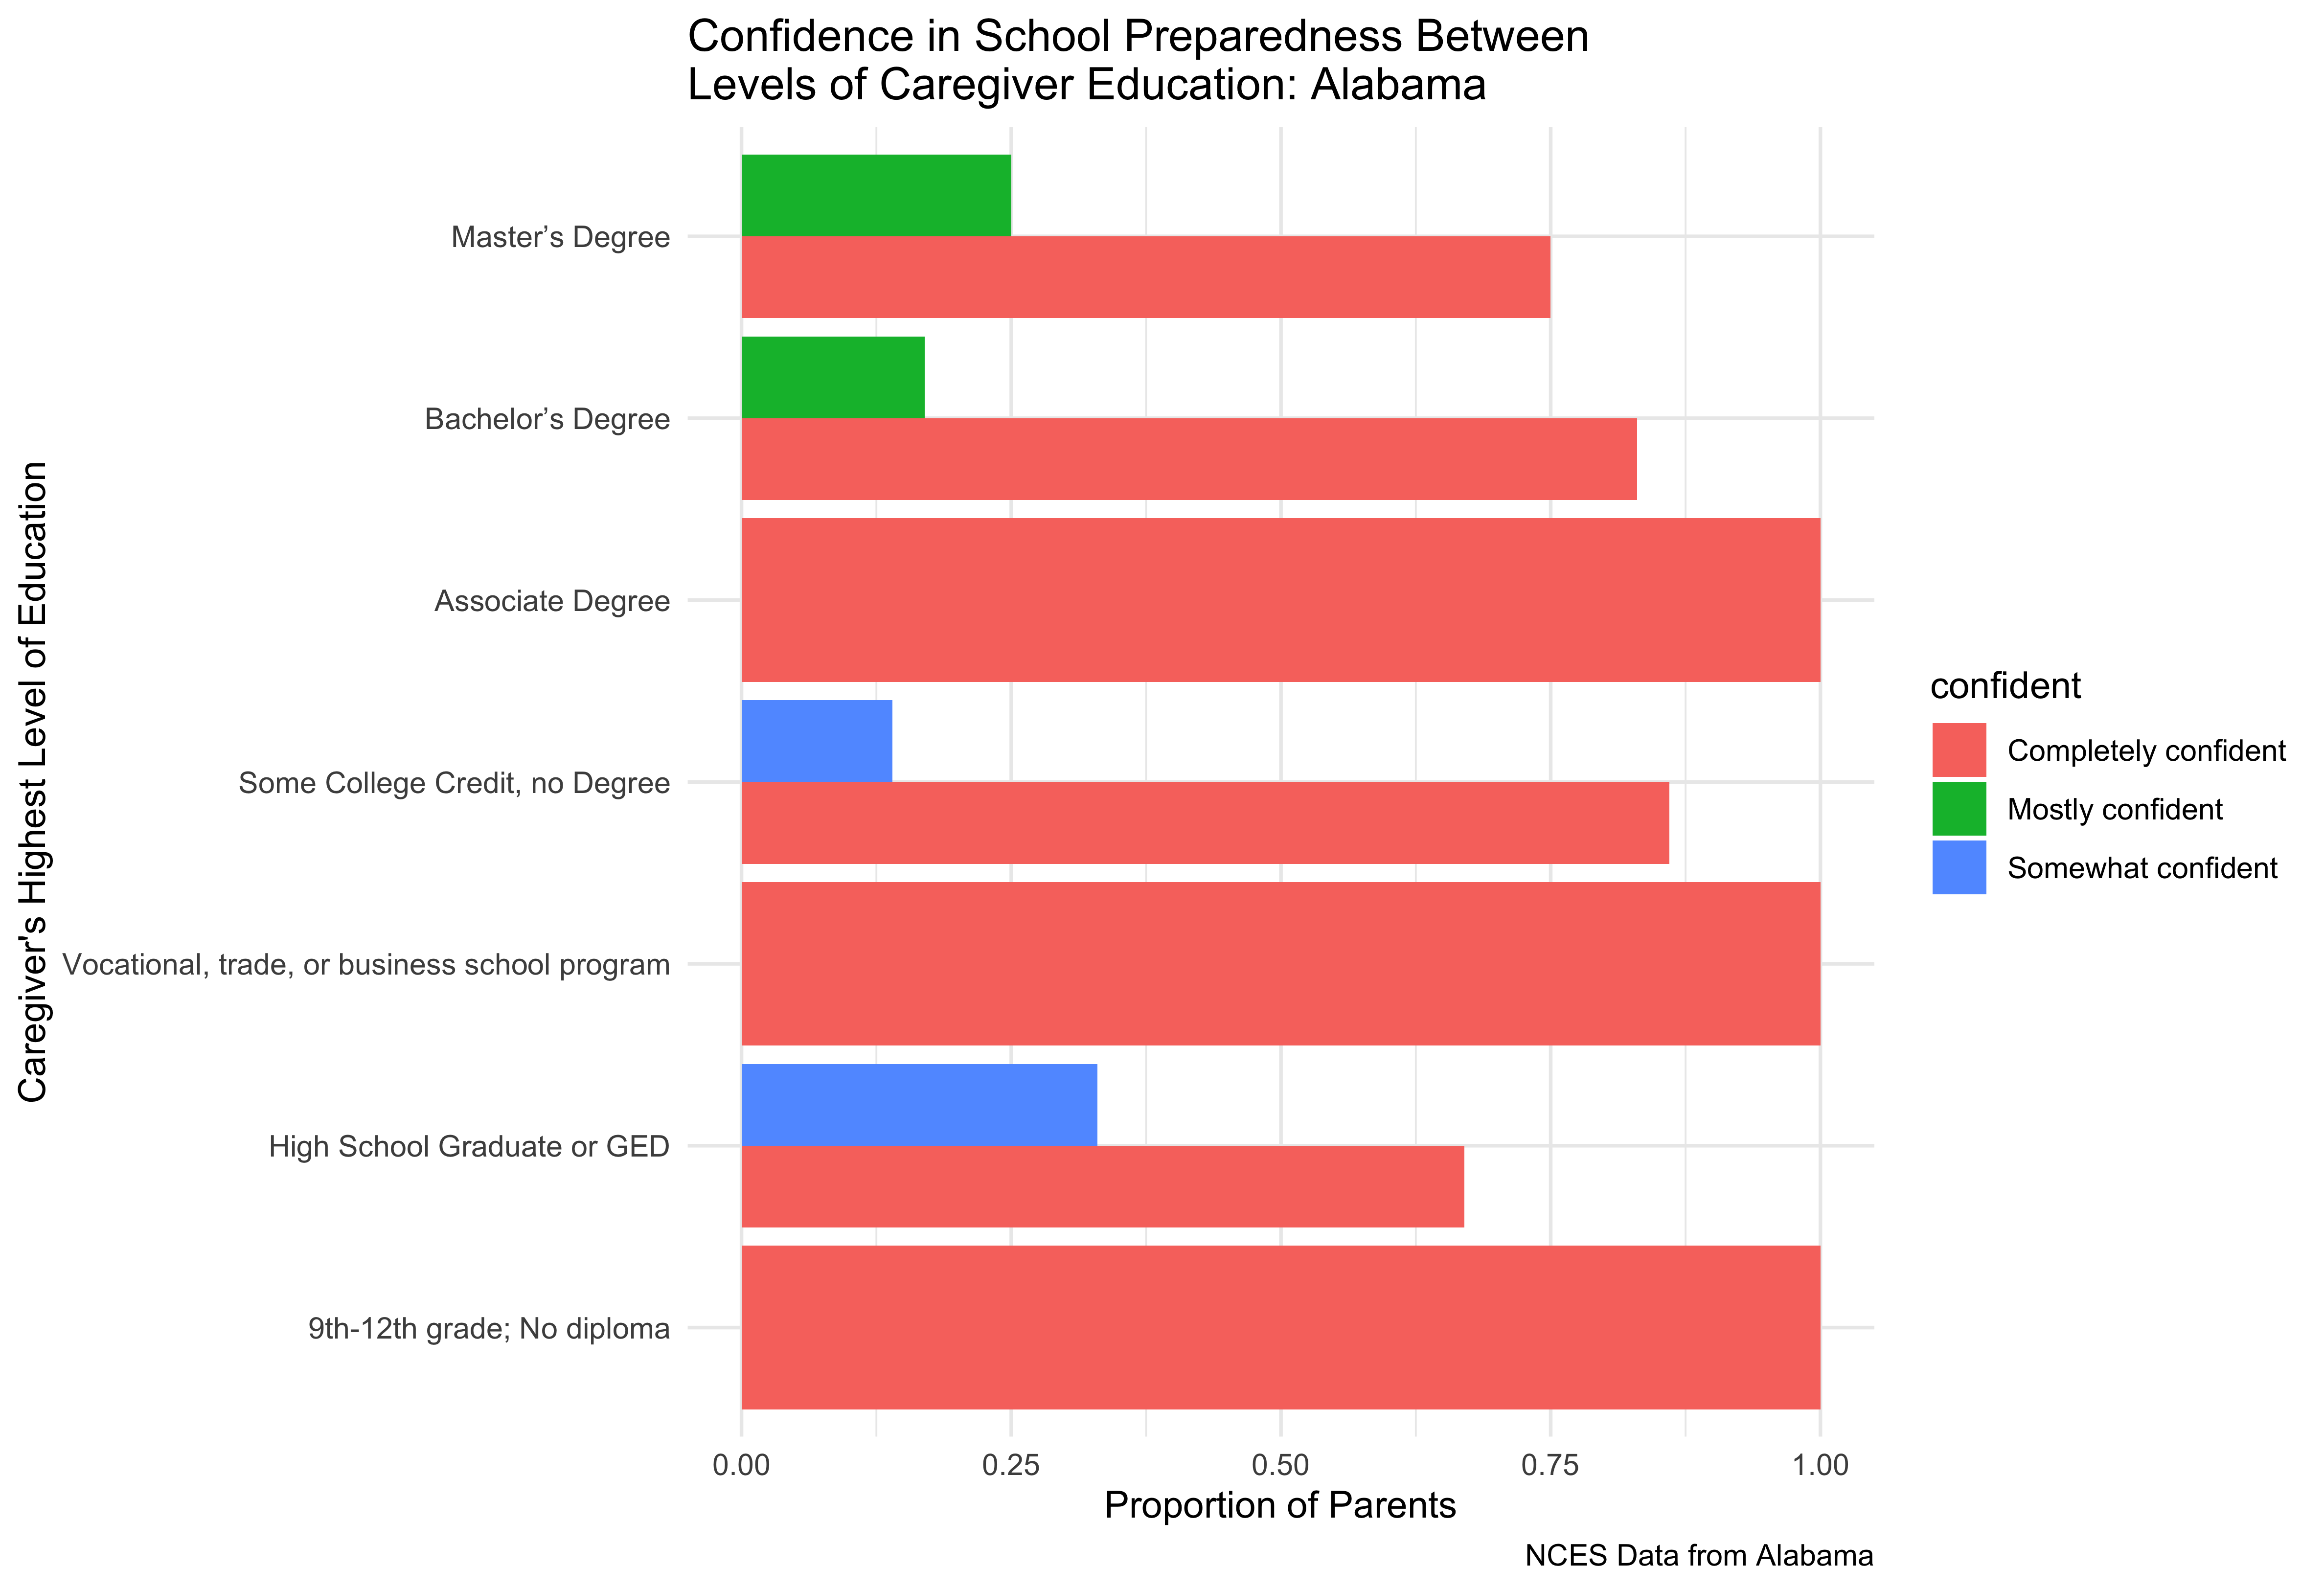 Confidence in School Preparedness Between
Levels of Caregiver Education: Alabama
Caregiver's Highest Level of Education
Master’s Degree
Bachelor’s Degree
Associate Degree
Some College Credit, no Degree
Vocational, trade, or business school program
High School Graduate or GED
9th-12th grade; No diploma
0.00 0.25 0.50 0.75 1.00
Proportion of Parents
confident
Completely confident
Mostly confident
Somewhat confident
NCES Data from Alabama